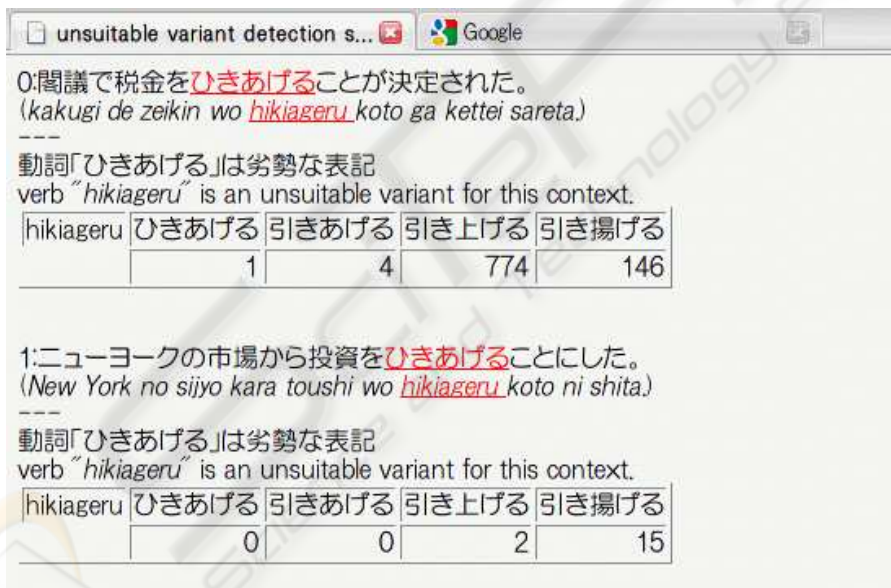 unsuitable variant detection s... Google
0:閣議で税金をひきあげることが決定された。
(kakugi de zeikin wo hikiageru koto ga kettei sareta.)
---
動詞「ひきあげる」は劣勢な表記
verb "hikiageru" is an unsuitable variant for this context.
hikiageru ひきあげる 引きあげる 引き上げる 引き揚げる
1 4 774 146
1:ニューヨークの市場から投資をひきあげることにした。
(New York no sijyo kara toushi wo hikiageru koto ni shita.)
---
動詞「ひきあげる」は劣勢な表記
verb "hikiageru" is an unsuitable variant for this context.
hikiageru ひきあげる 引きあげる 引き上げる 引き揚げる
0 0 2 15